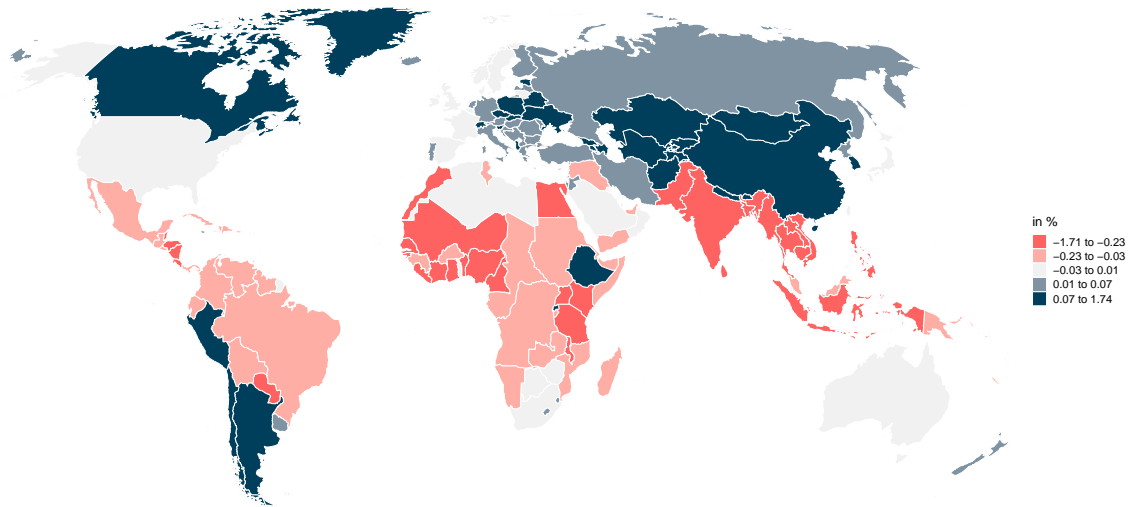 in %
−1.71 to −0.23
−0.23 to −0.03
−0.03 to 0.01
0.01 to 0.07
0.07 to 1.74